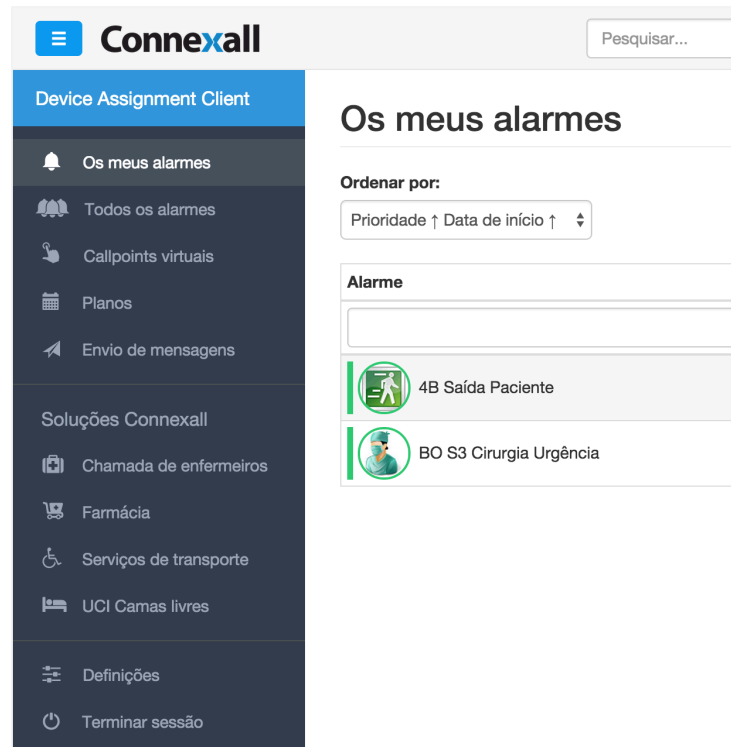 Connexall
Pesquisar...
Device Assignment Client
Os meus alarmes
Todos os alarmes
Callpoints virtuais
Planos
Envio de mensagens
Soluções Connexall
Chamada de enfermeiros
Farmácia
Serviços de transporte
UCI Camas livres
Definições
Terminar sessão
Os meus alarmes
Ordenar por:
Prioridade ↑ Data de início ↑
Alarme
4B Saída Paciente
BO S3 Cirurgia Urgência